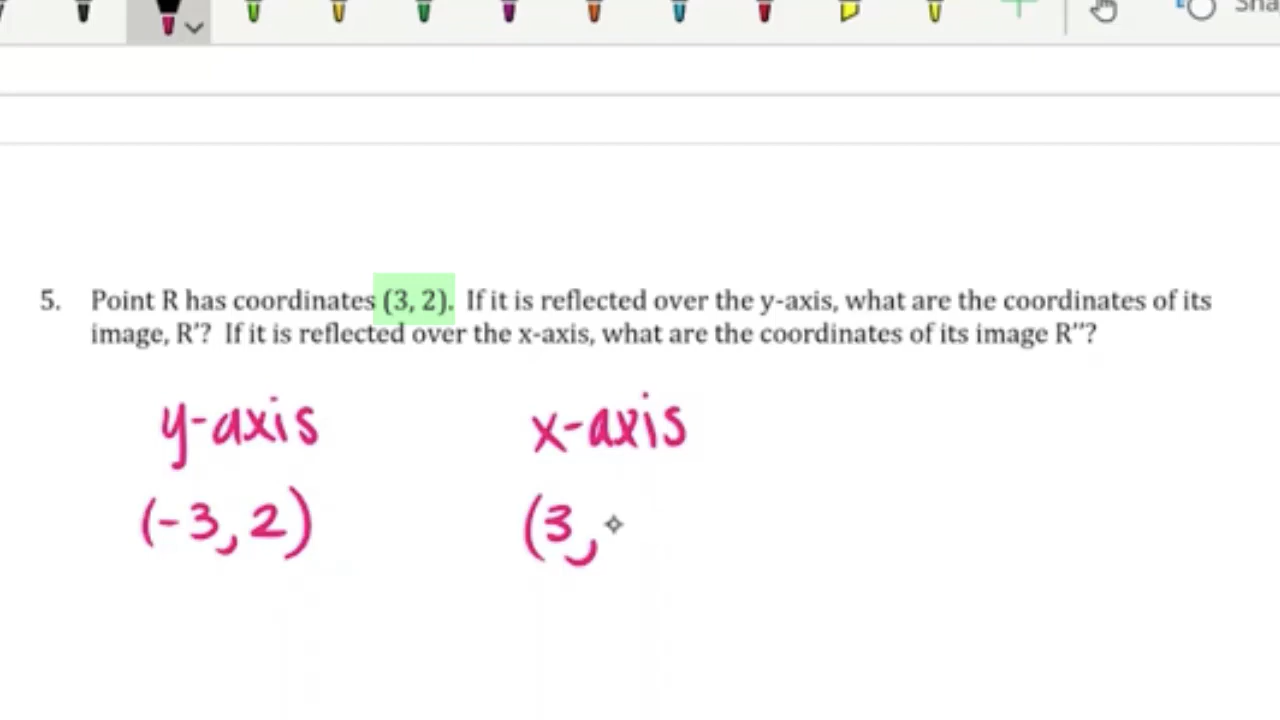 Sha
5. Point R has coordinates (3, 2). If it is reflected over the y-axis, what are the coordinates of its
image, R'? If it is reflected over the x-axis, what are the coordinates of its image R''?
y-axis x-axis
(-3, 2) (3,